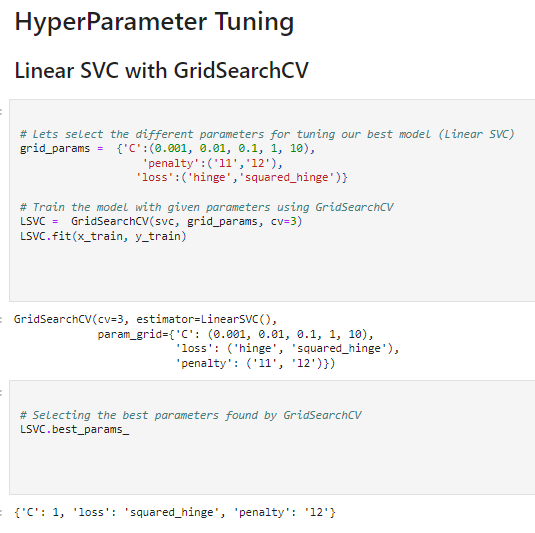 HyperParameter Tuning
Linear SVC with GridSearchCV
# Lets select the different parameters for tuning our best model (Linear SVC)
grid_params =  {'C':(0.001, 0.01, 0.1, 1, 10),
'penalty':('l1','l2'),
'loss':('hinge','squared_hinge')}
# Train the model with given parameters using GridSearchCV
LSVC =  GridSearchCV(svc, grid_params, cv=3)
LSVC.fit(x_train, y_train)
GridSearchCV(cv=3, estimator=LinearSVC(),
param_grid={'C': (0.001, 0.01, 0.1, 1, 10),
'loss': ('hinge', 'squared_hinge'),
'penalty': ('l1', 'l2')})
# Selecting the best parameters found by GridSearchCV
LSVC.best_params_
{'C': 1, 'loss': 'squared_hinge', 'penalty': 'l2'}